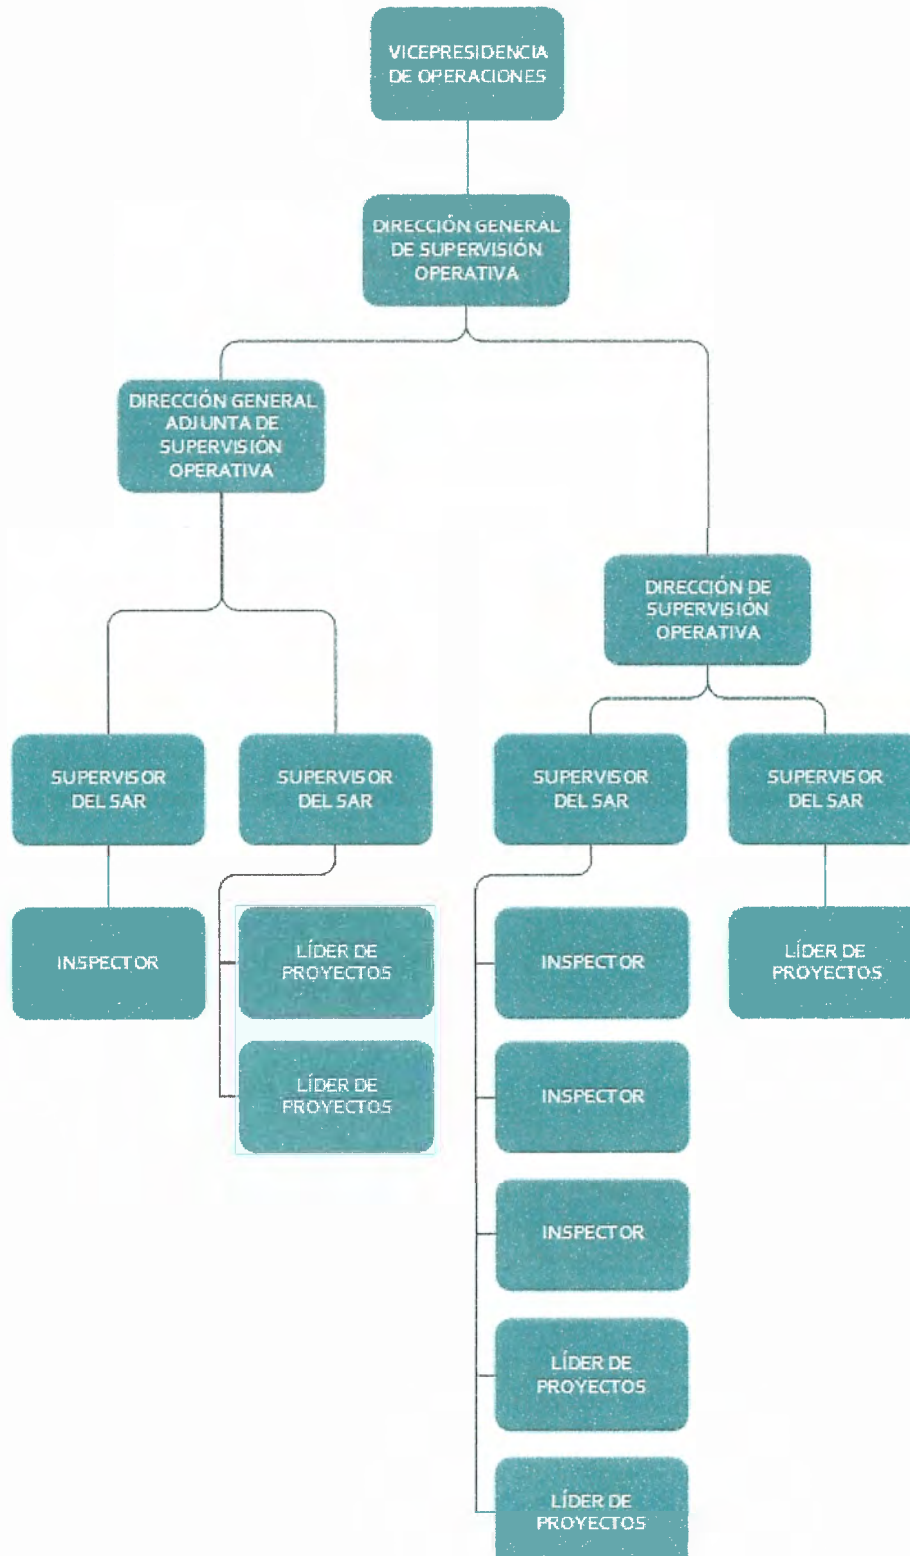 VICEPRESIDENCIA
DE OPERACIONES
DIRECCIÓN GENERAL
DE SUPERVISIÓN
OPERATIVA
DIRECCIÓN GENERAL
ADJUNTA DE
SUPERVISIÓN
OPERATIVA
DIRECCIÓN DE
SUPERVISIÓN
OPERATIVA
SUPERVISOR
DEL SAR
SUPERVISOR
DEL SAR
SUPERVISOR
DEL SAR
SUPERVISOR
DEL SAR
INSPECTOR
LÍDER DE
PROYECTOS
INSPECTOR
LÍDER DE
PROYECTOS
LÍDER DE
PROYECTOS
INSPECTOR
INSPECTOR
LÍDER DE
PROYECTOS
LÍDER DE
PROYECTOS